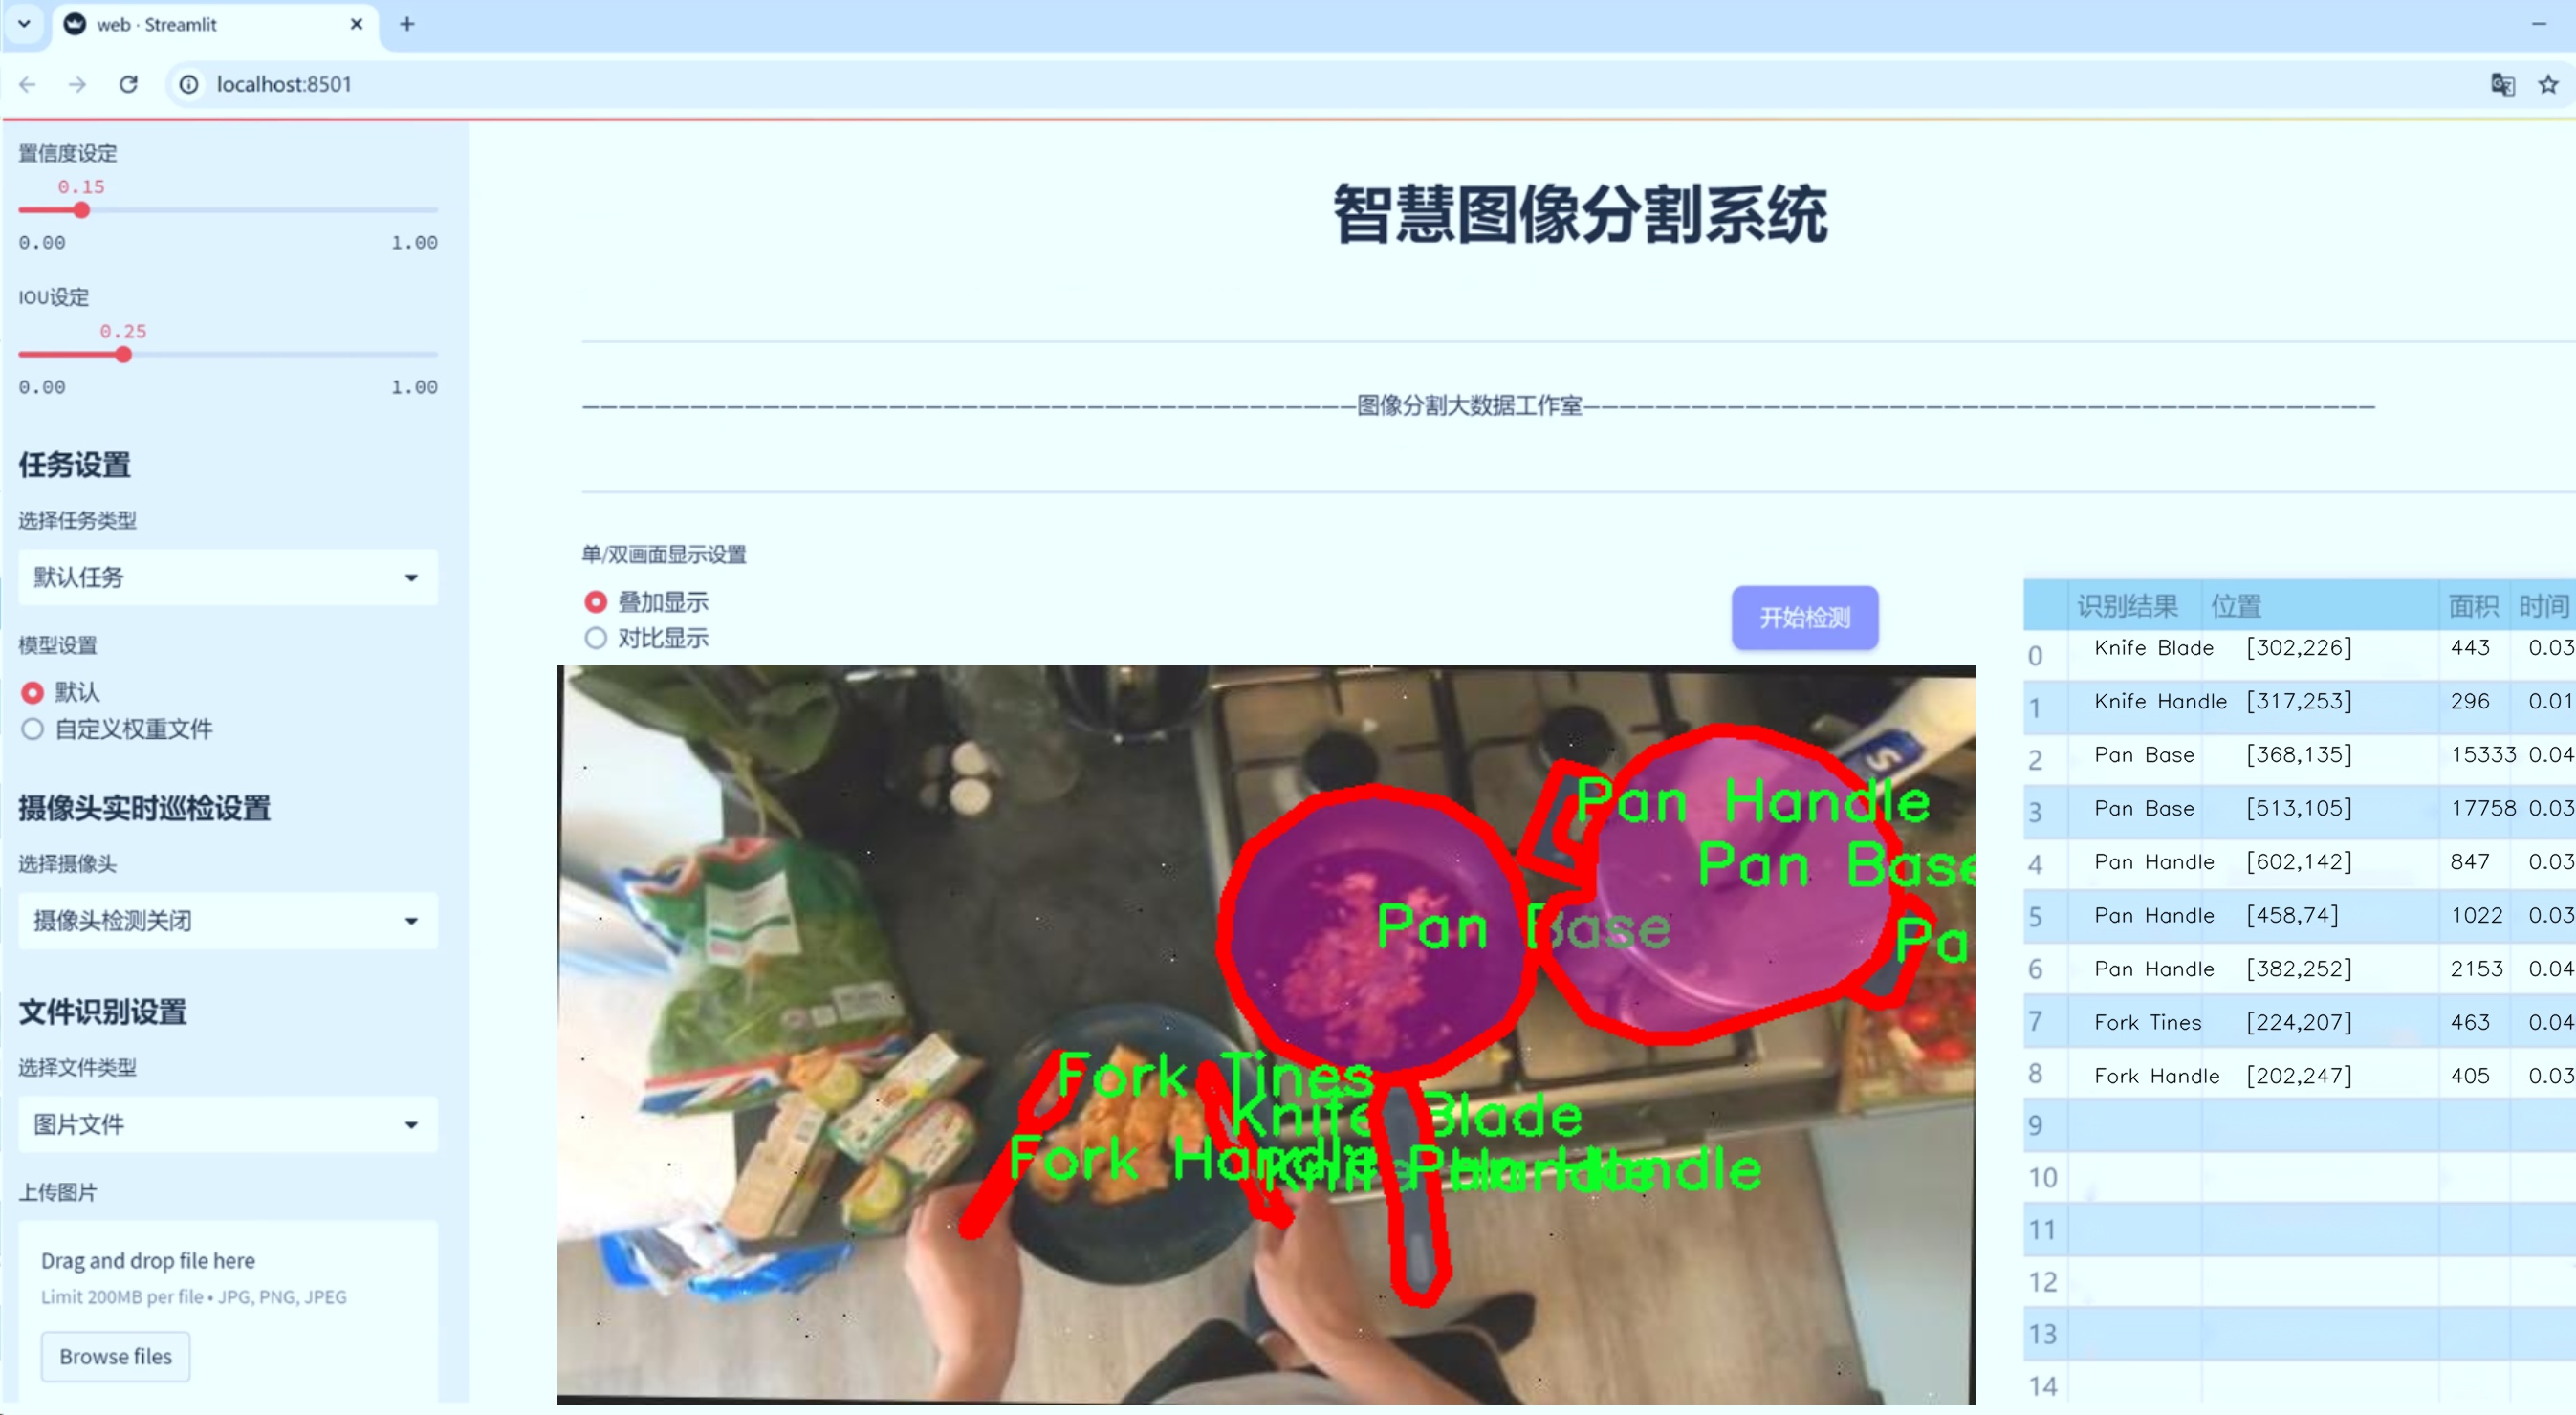 web · Streamlit
localhost:8501
置信度设定
0.15
0.00 1.00
IOU设定
0.25
0.00 1.00
任务设置
选择任务类型
默认任务
模型设置
默认
自定义权重文件
摄像头实时巡检设置
选择摄像头
摄像头检测关闭
文件识别设置
选择文件类型
图片文件
上传图片
Drag and drop file here
Limit 200MB per file • JPG, PNG, JPEG
Browse files
智慧图像分割系统
图像分割大数据工作室
单/双画面显示设置
叠加显示
对比显示
开始检测
S
Pan Handle
Pan Base
Pan Base
Pa
Fork Tines
Knife Blade
Fork Handle
Knife Handle
Pan Handle
识别结果 位置 面积 时间
0 Knife Blade [302,226] 443 0.03
1 Knife Handle [317,253] 296 0.01
2 Pan Base [368,135] 15333 0.04
3 Pan Base [513,105] 17758 0.03
4 Pan Handle [602,142] 847 0.03
5 Pan Handle [458,74] 1022 0.03
6 Pan Handle [382,252] 2153 0.04
7 Fork Tines [224,207] 463 0.04
8 Fork Handle [202,247] 405 0.03
9
10
11
12
13
14